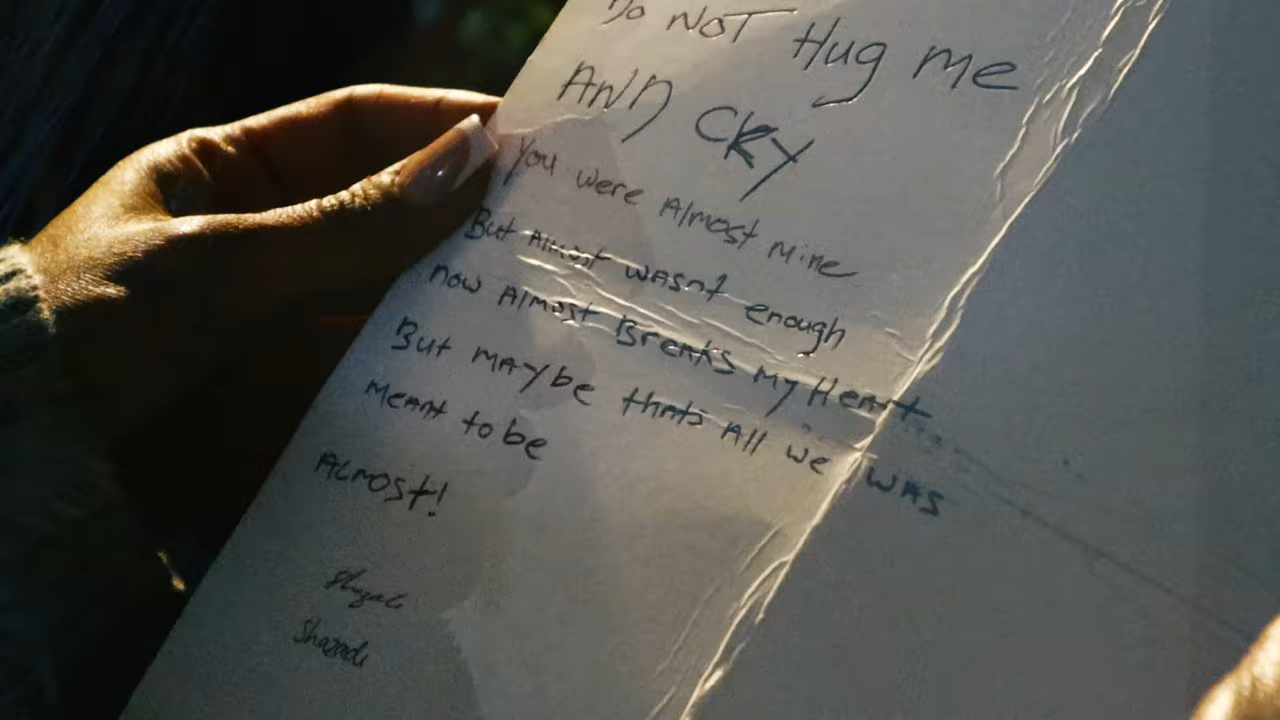 Do NOT Hug me
AND CRY
You were Almost mine
But Almost wasnt enough
now Almost Breaks my Heart
But maybe thats All we was
meant to be
ALMOST!
Shazadi